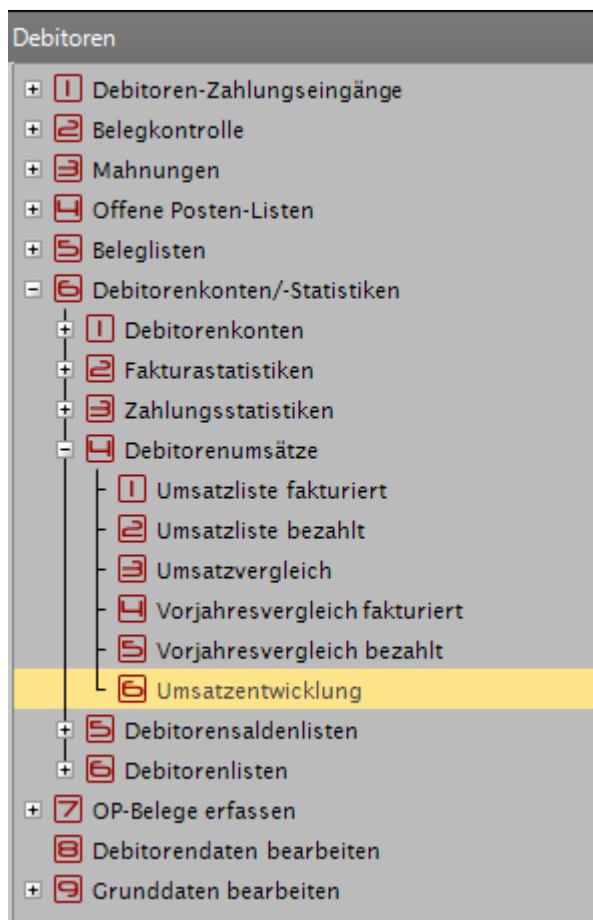 Debitoren
1 Debitoren-Zahlungseingänge
2 Belegkontrolle
3 Mahnungen
4 Offene Posten-Listen
5 Beleglisten
6 Debitorenkonten/-Statistiken
1 Debitorenkonten
2 Fakturastatistiken
3 Zahlungsstatistiken
4 Debitorenumsätze
1 Umsatzliste fakturiert
2 Umsatzliste bezahlt
3 Umsatzvergleich
4 Vorjahresvergleich fakturiert
5 Vorjahresvergleich bezahlt
6 Umsatzentwicklung
5 Debitorensaldenlisten
6 Debitorenlisten
7 OP-Belege erfassen
8 Debitorendaten bearbeiten
9 Grunddaten bearbeiten